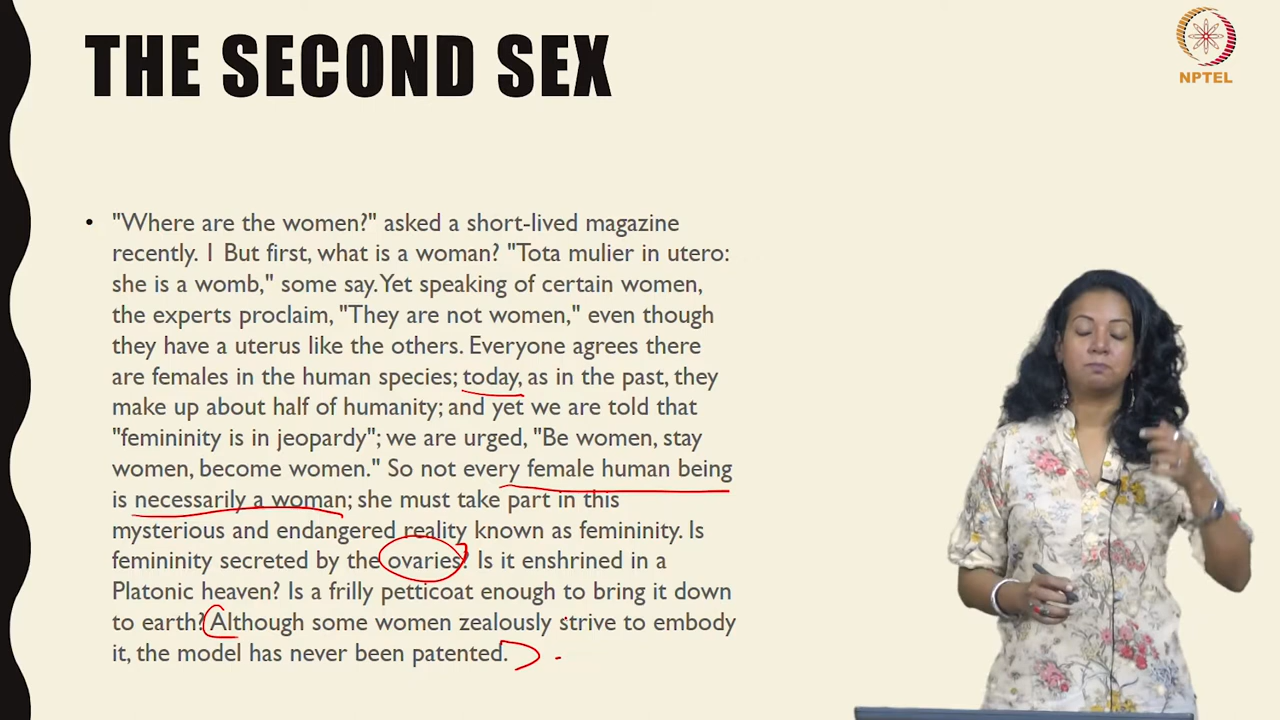 THE SECOND SEX
NPTEL
• "Where are the women?" asked a short-lived magazine
recently. 1 But first, what is a woman? "Tota mulier in utero:
she is a womb," some say. Yet speaking of certain women,
the experts proclaim, "They are not women," even though
they have a uterus like the others. Everyone agrees there
are females in the human species; today, as in the past, they
make up about half of humanity; and yet we are told that
"femininity is in jeopardy"; we are urged, "Be women, stay
women, become women." So not every female human being
is necessarily a woman; she must take part in this
mysterious and endangered reality known as femininity. Is
femininity secreted by the ovaries? Is it enshrined in a
Platonic heaven? Is a frilly petticoat enough to bring it down
to earth? Although some women zealously strive to embody
it, the model has never been patented.